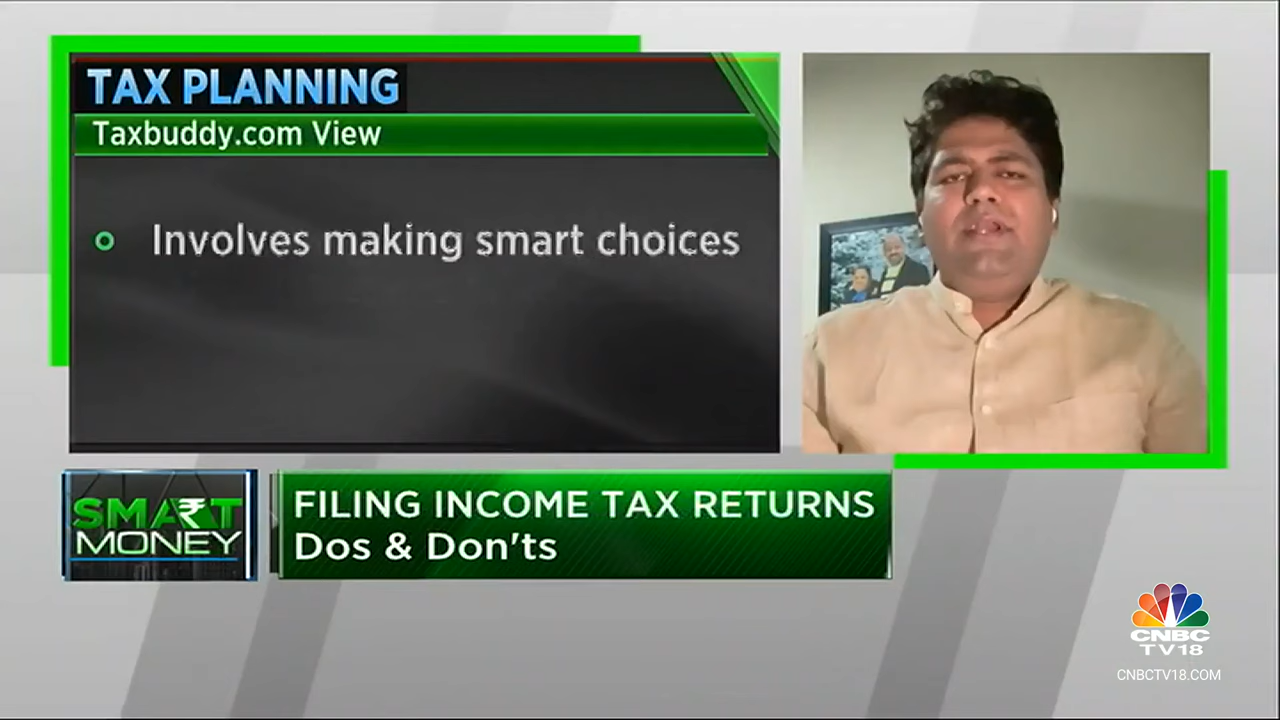 TAX PLANNING
Taxbuddy.com View
Involves making smart choices
SMART
MONEY
FILING INCOME TAX RETURNS
Dos & Don'ts
CNBC
TV18
CNBCTV18.COM